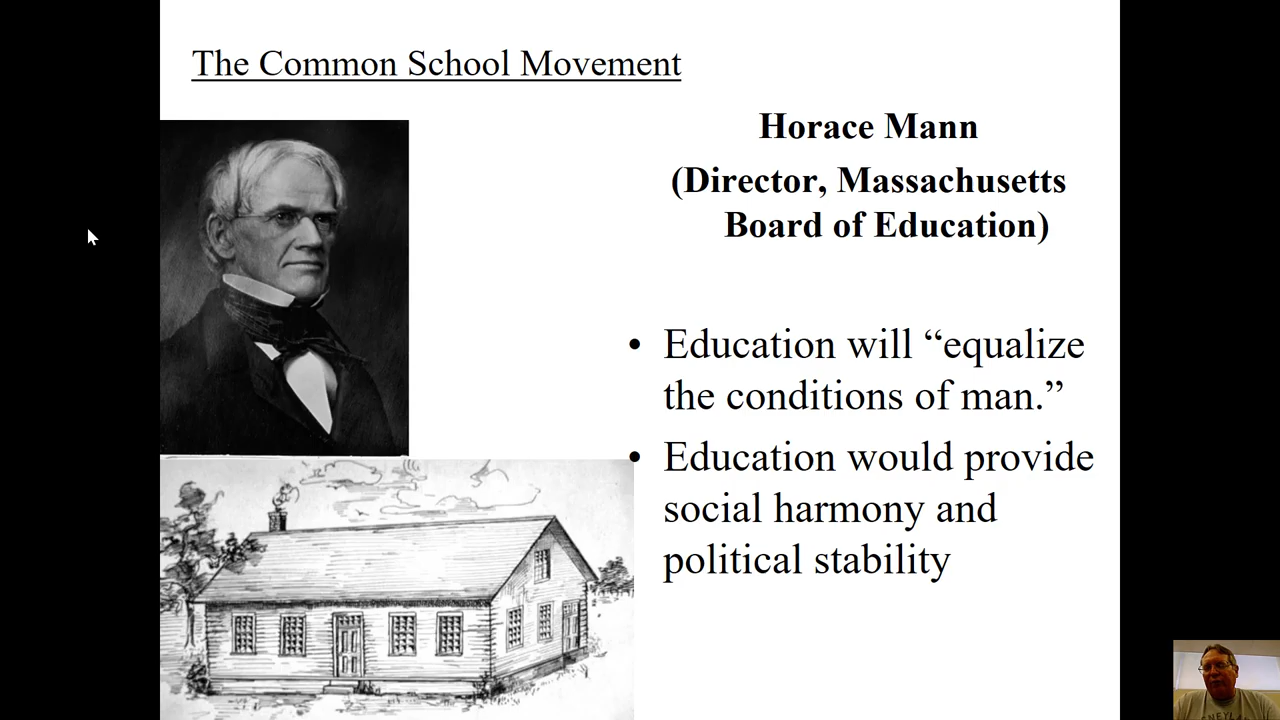 The Common School Movement
Horace Mann
(Director, Massachusetts
Board of Education)
• Education will “equalize
the conditions of man.”
• Education would provide
social harmony and
political stability